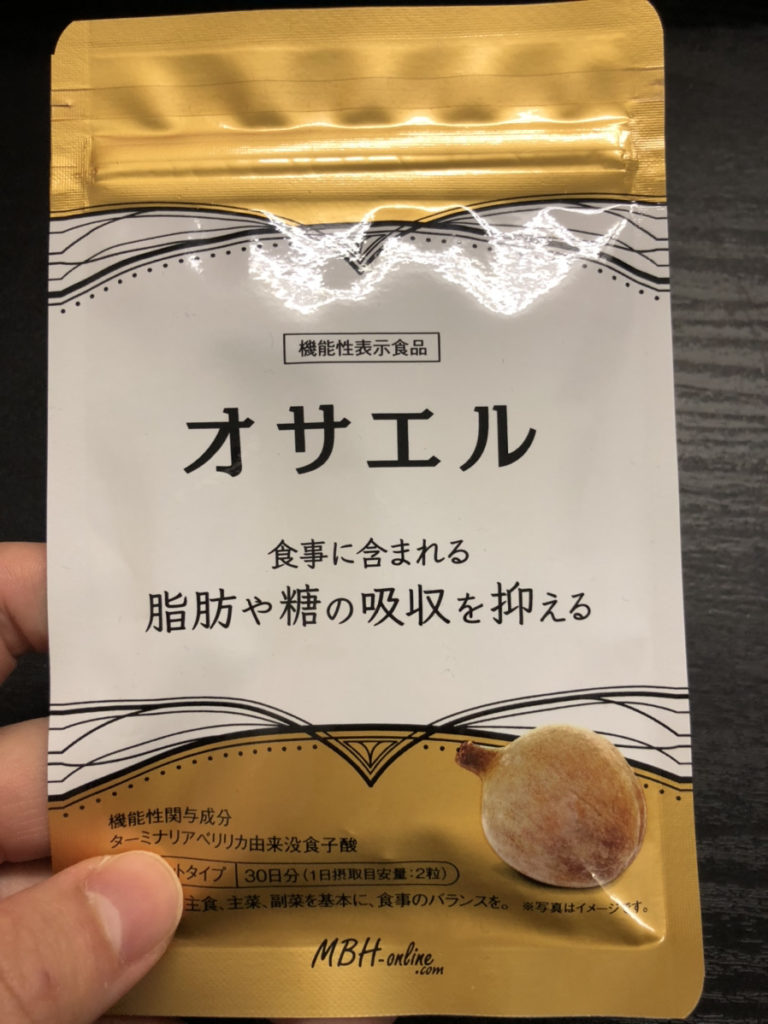 機能性表示食品
オサエル
食事に含まれる
脂肪や糖の吸収を抑える
機能性関与成分
ターミナリアベリリカ由来没食子酸
トタイプ 30日分(1日摂取目安量:2粒)
主食、主菜、副菜を基本に、食事のバランスを。 ※写真はイメージです。
MBH-online.com